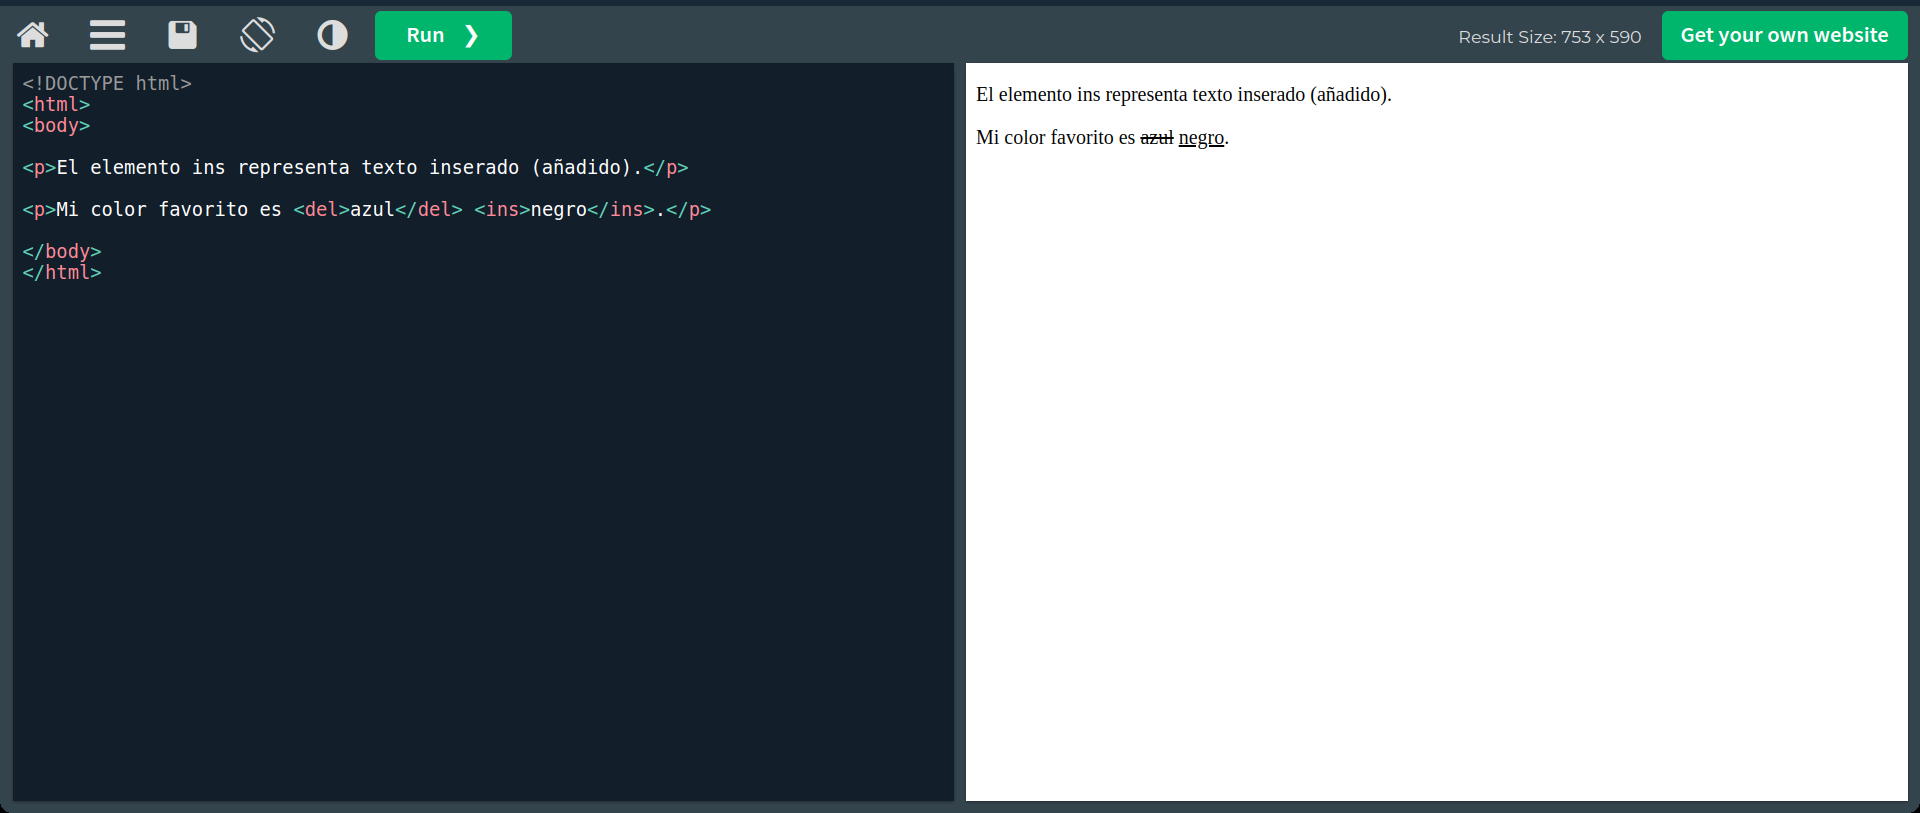 Run ❯
Result Size: 753 x 590
Get your own website
<!DOCTYPE html>
<html>
<body>
<p>El elemento ins representa texto inserado (añadido).</p>
<p>Mi color favorito es <del>azul</del> <ins>negro</ins>.</p>
</body>
</html>
El elemento ins representa texto inserado (añadido).
Mi color favorito es azul negro.